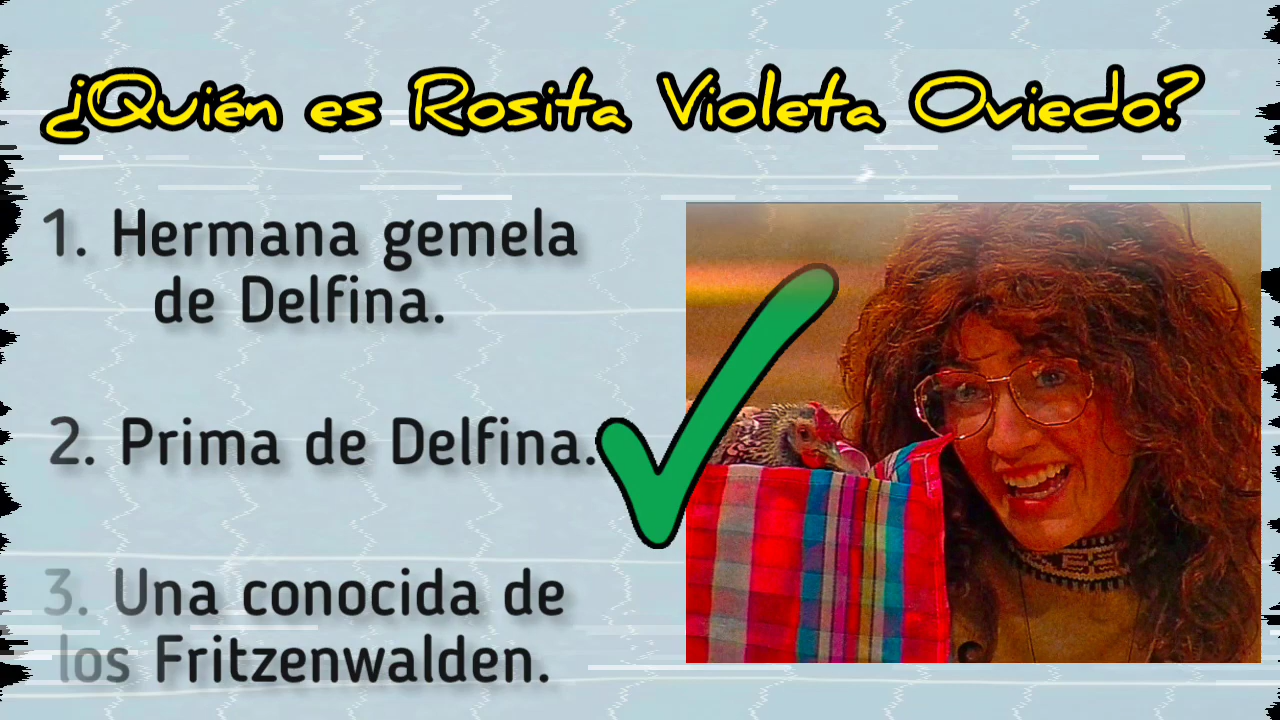 ¿Quién es Rosita Violeta Oviedo?
1. Hermana gemela
de Delfina.
2. Prima de Delfina.
3. Una conocida de
los Fritzenwalden.